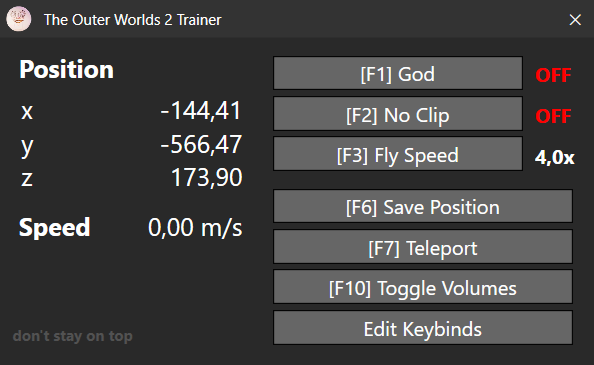 The Outer Worlds 2 Trainer
Position
x -144,41
y -566,47
z 173,90
Speed 0,00 m/s
don't stay on top
[F1] God OFF
[F2] No Clip OFF
[F3] Fly Speed 4,0x
[F6] Save Position
[F7] Teleport
[F10] Toggle Volumes
Edit Keybinds